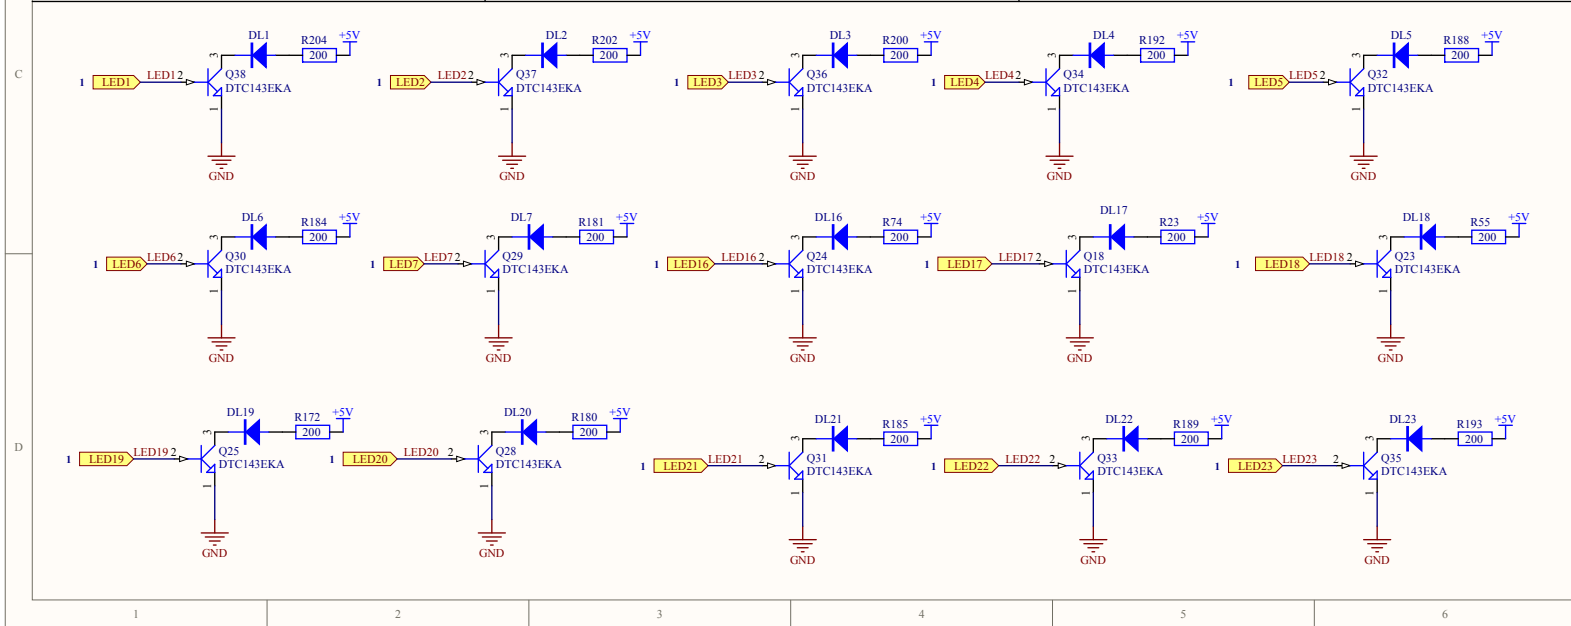 C
DL1 R204 +5V
3 200
1 LED1 LED1 2 Q38
DTC143EKA
1
GND
DL2 R202 +5V
3 200
1 LED2 LED2 2 Q37
DTC143EKA
1
GND
DL3 R200 +5V
3 200
1 LED3 LED3 2 Q36
DTC143EKA
1
GND
DL4 R192 +5V
3 200
1 LED4 LED4 2 Q34
DTC143EKA
1
GND
DL5 R188 +5V
3 200
1 LED5 LED5 2 Q32
DTC143EKA
1
GND
DL6 R184 +5V
3 200
1 LED6 LED6 2 Q30
DTC143EKA
1
GND
DL7 R181 +5V
3 200
1 LED7 LED7 2 Q29
DTC143EKA
1
GND
DL16 R74 +5V
3 200
1 LED16 LED16 2 Q24
DTC143EKA
1
GND
DL17 R23 +5V
3 200
1 LED17 LED17 2 Q18
DTC143EKA
1
GND
DL18 R55 +5V
3 200
1 LED18 LED18 2 Q23
DTC143EKA
1
GND
D
DL19 R172 +5V
3 200
1 LED19 LED19 2 Q25
DTC143EKA
1
GND
DL20 R180 +5V
3 200
1 LED20 LED20 2 Q28
DTC143EKA
1
GND
DL21 R185 +5V
3 200
1 LED21 LED21 2 Q31
DTC143EKA
1
GND
DL22 R189 +5V
3 200
1 LED22 LED22 2 Q33
DTC143EKA
1
GND
DL23 R193 +5V
3 200
1 LED23 LED23 2 Q35
DTC143EKA
1
GND
1 2 3 4 5 6